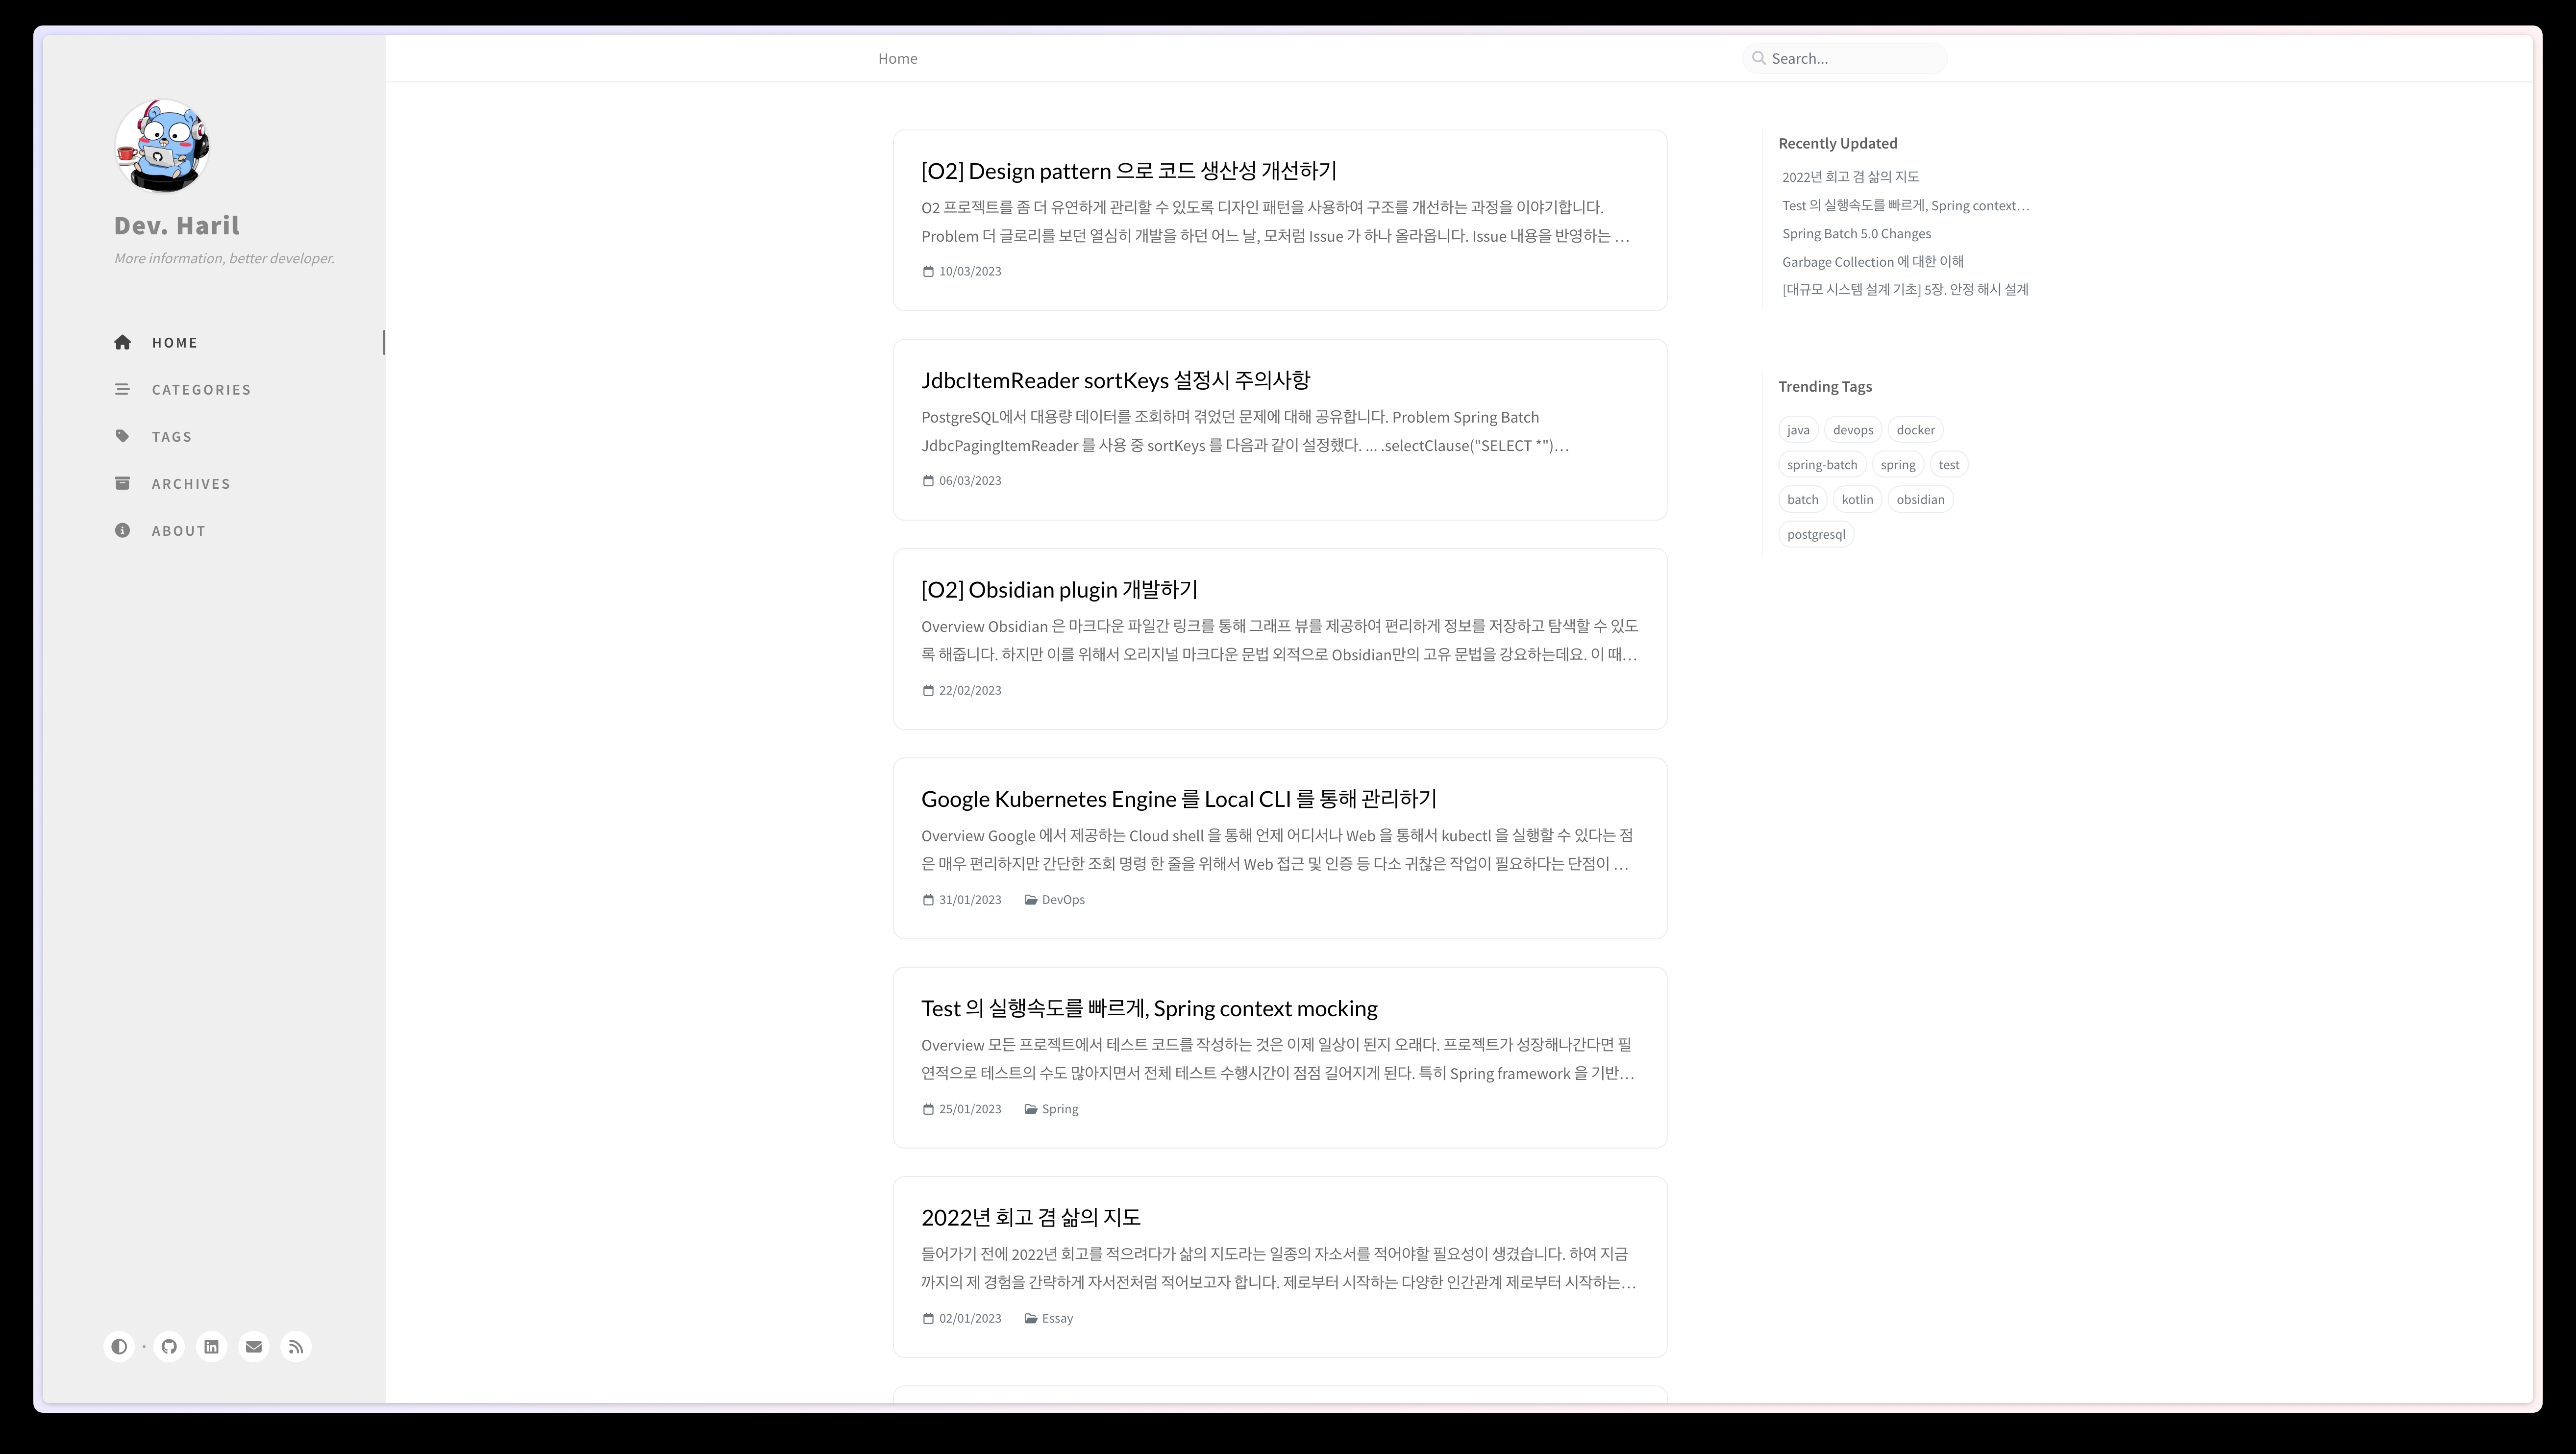 Dev. Haril
More information, better developer.
HOME
CATEGORIES
TAGS
ARCHIVES
ABOUT
Home
Search...
[O2] Design pattern 으로 코드 생산성 개선하기
O2 프로젝트를 좀 더 유연하게 관리할 수 있도록 디자인 패턴을 사용하여 구조를 개선하는 과정을 이야기합니다.
Problem 더 글로리를 보던 열심히 개발을 하던 어느 날, 모처럼 Issue 가 하나 올라옵니다. Issue 내용을 반영하는 …
10/03/2023
JdbcItemReader sortKeys 설정시 주의사항
PostgreSQL에서 대용량 데이터를 조회하며 겪었던 문제에 대해 공유합니다. Problem Spring Batch
JdbcPagingItemReader 를 사용 중 sortKeys 를 다음과 같이 설정했다. ... .selectClause("SELECT *")…
06/03/2023
[O2] Obsidian plugin 개발하기
Overview Obsidian 은 마크다운 파일간 링크를 통해 그래프 뷰를 제공하여 편리하게 정보를 저장하고 탐색할 수 있도
록 해줍니다. 하지만 이를 위해서 오리지널 마크다운 문법 외적으로 Obsidian만의 고유 문법을 강요하는데요. 이 때…
22/02/2023
Google Kubernetes Engine 를 Local CLI 를 통해 관리하기
Overview Google 에서 제공하는 Cloud shell 을 통해 언제 어디서나 Web 을 통해서 kubectl 을 실행할 수 있다는 점
은 매우 편리하지만 간단한 조회 명령 한 줄을 위해서 Web 접근 및 인증 등 다소 귀찮은 작업이 필요하다는 단점이 …
31/01/2023 DevOps
Test 의 실행속도를 빠르게, Spring context mocking
Overview 모든 프로젝트에서 테스트 코드를 작성하는 것은 이제 일상이 된지 오래다. 프로젝트가 성장해나간다면 필
연적으로 테스트의 수도 많아지면서 전체 테스트 수행시간이 점점 길어지게 된다. 특히 Spring framework 을 기반…
25/01/2023 Spring
2022년 회고 겸 삶의 지도
들어가기 전에 2022년 회고를 적으려다가 삶의 지도라는 일종의 자소서를 적어야할 필요성이 생겼습니다. 하여 지금
까지의 제 경험을 간략하게 자서전처럼 적어보고자 합니다. 제로부터 시작하는 다양한 인간관계 제로부터 시작하는…
02/01/2023 Essay
Recently Updated
2022년 회고 겸 삶의 지도
Test 의 실행속도를 빠르게, Spring context…
Spring Batch 5.0 Changes
Garbage Collection 에 대한 이해
[대규모 시스템 설계 기초] 5장. 안정 해시 설계
Trending Tags
java devops docker
spring-batch spring test
batch kotlin obsidian
postgresql